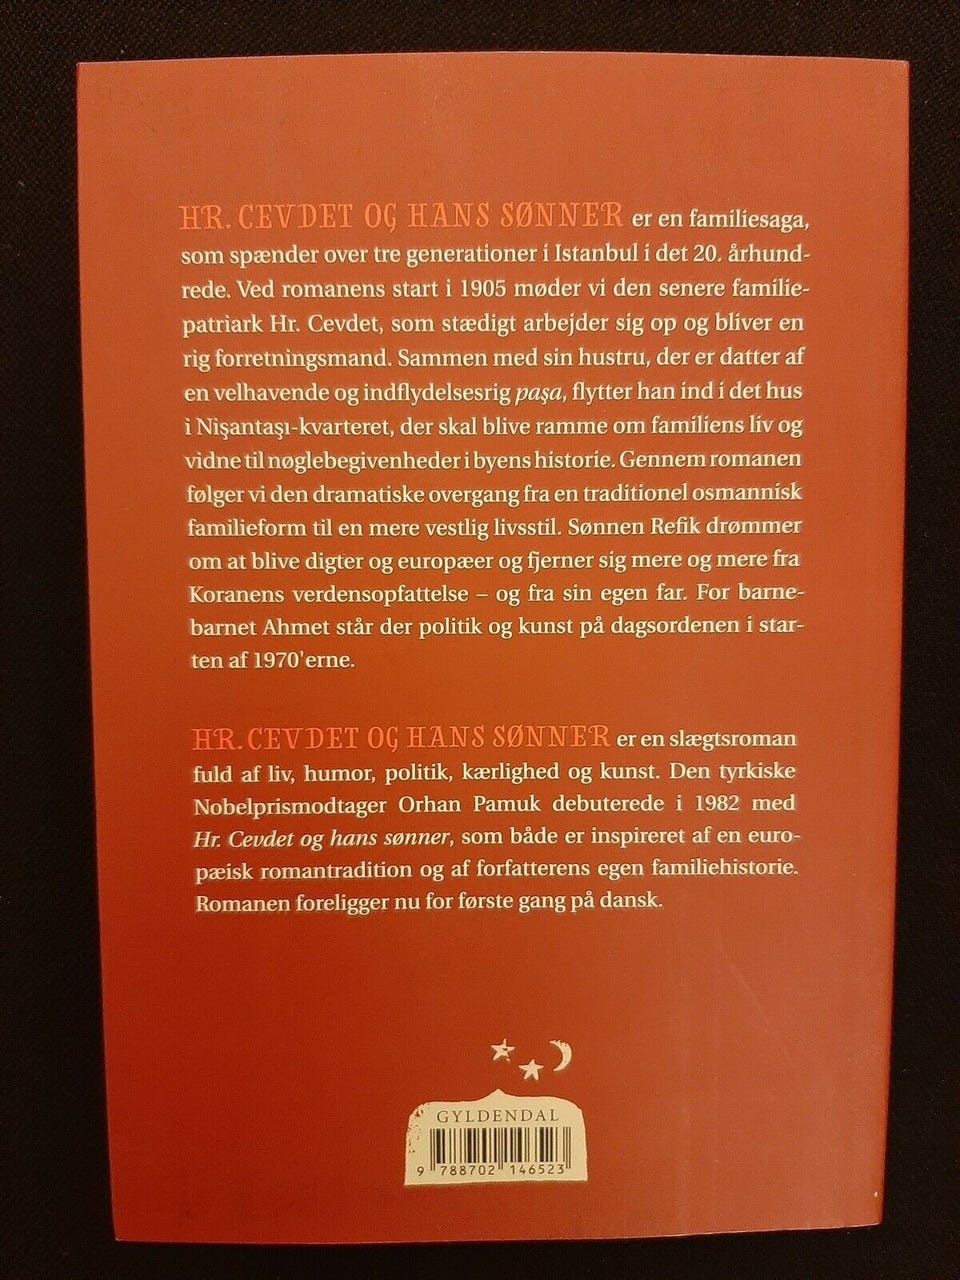 HR. CEVDET OG HANS SØNNER er en familiesaga,
som spænder over tre generationer i Istanbul i det 20. århund-
rede. Ved romanens start i 1905 møder vi den senere familie-
patriark Hr. Cevdet, som stædigt arbejder sig op og bliver en
rig forretningsmand. Sammen med sin hustru, der er datter af
en velhavende og indflydelsesrig paşa, flytter han ind i det hus
i Nişantaşı-kvarteret, der skal blive ramme om familiens liv og
vidne til nøglebegivenheder i byens historie. Gennem romanen
følger vi den dramatiske overgang fra en traditionel osmannisk
familieform til en mere vestlig livsstil. Sønnen Refik drømmer
om at blive digter og europæer og fjerner sig mere og mere fra
Koranens verdensopfattelse – og fra sin egen far. For barne-
barnet Ahmet står der politik og kunst på dagsordenen i star-
ten af 1970'erne.
HR. CEVDET OG HANS SØNNER er en slægtsroman
fuld af liv, humor, politik, kærlighed og kunst. Den tyrkiske
Nobelprismodtager Orhan Pamuk debuterede i 1982 med
Hr. Cevdet og hans sønner, som både er inspireret af en euro-
pæisk romantradition og af forfatterens egen familiehistorie.
Romanen foreligger nu for første gang på dansk.
GYLDENDAL
9 788702 146523